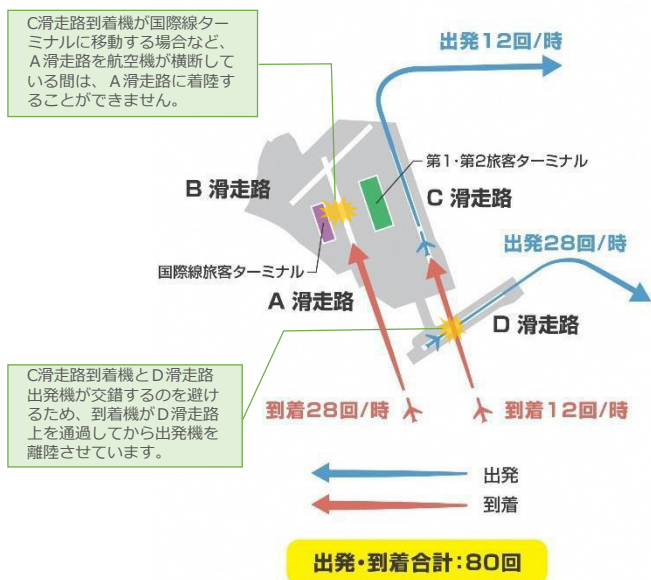 C滑走路到着機が国際線ター
ミナルに移動する場合など、
A滑走路を航空機が横断して
いる間は、A滑走路に着陸す
ることができません。
出発12回/時
第1・第2旅客ターミナル
B 滑走路
C 滑走路
出発28回/時
国際線旅客ターミナル
A 滑走路
D 滑走路
C滑走路到着機とD滑走路
出発機が交錯するのを避け
るため、到着機がD滑走路
上を通過してから出発機を
離陸させています。
到着28回/時
到着12回/時
出発
到着
出発・到着合計:80回